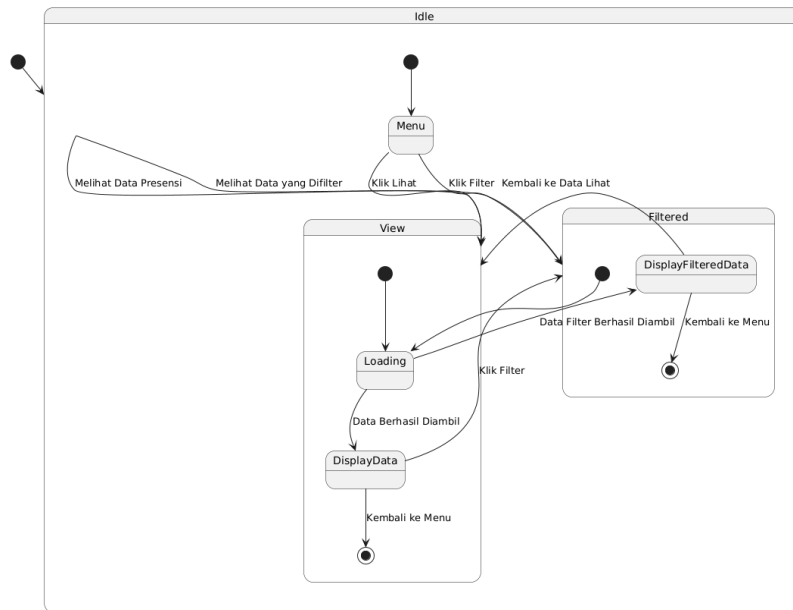 Idle
Menu
Melihat Data Presensi
Melihat Data yang Difilter
Klik Lihat
Klik Filter
Kembali ke Data Lihat
View
Filtered
DisplayFilteredData
Data Filter Berhasil Diambil
Kembali ke Menu
Loading
Klik Filter
Data Berhasil Diambil
DisplayData
Kembali ke Menu